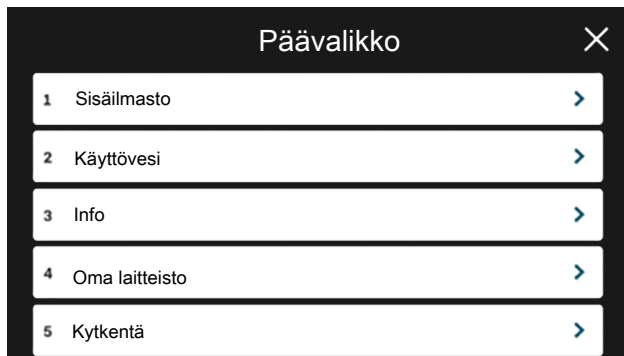 Päävalikko
1 Sisäilmasto
2 Käyttövesi
3 Info
4 Oma laitteisto
5 Kytkentä